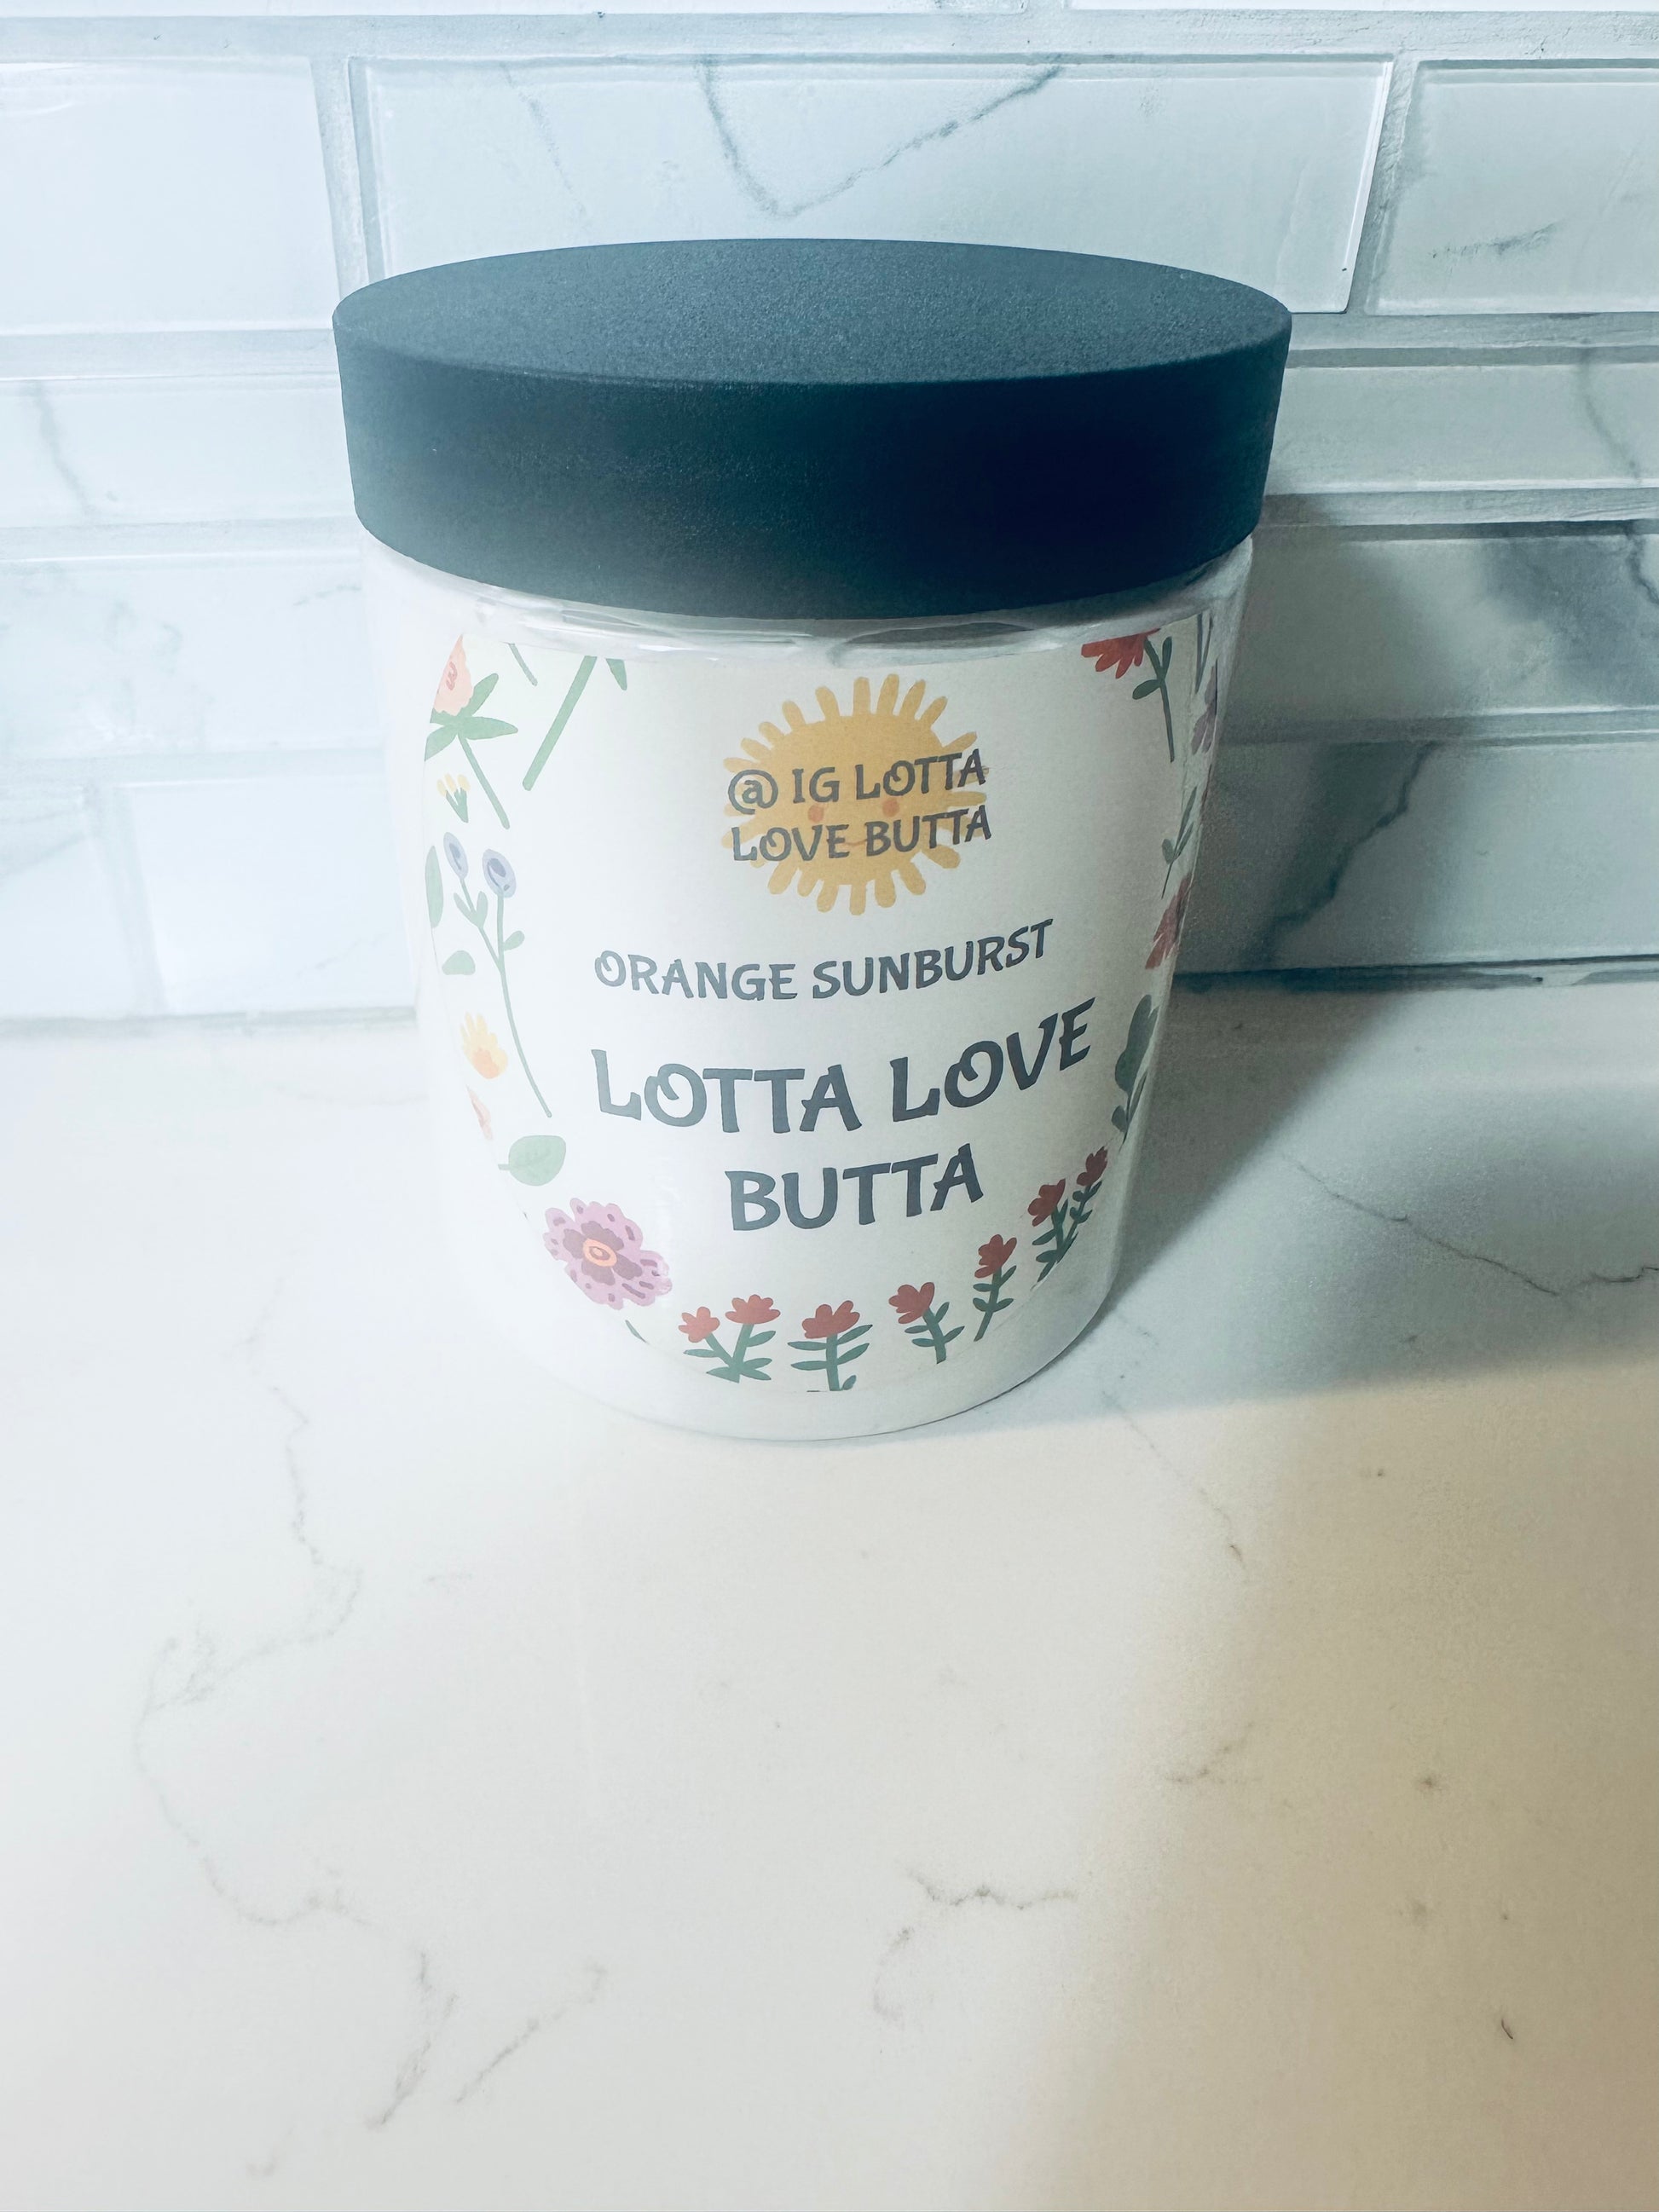 @ IG LOTTA
LOVE BUTTA
ORANGE SUNBURST
LOTTA LOVE
BUTTA